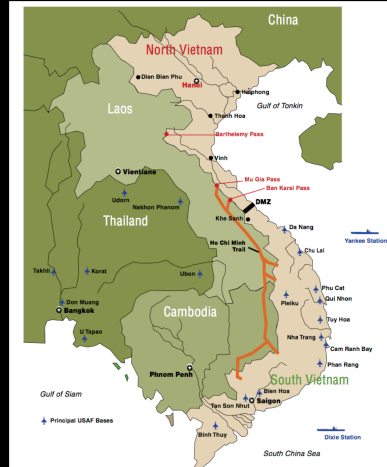 China
North Vietnam
Dien Bien Phu
Hanoi
Haiphong
Laos
Gulf of Tonkin
Thanh Hoa
Barthelemy Pass
Vinh
Vientiane
Mu Gia Pass
Ban Karai Pass
Udorn
Nakhon Phanom
DMZ
Khe Sanh
Thailand
Da Nang
Yankee Station
Ho Chi Minh
Trail
Chu Lai
Takhli
Korat
Ubon
Phu Cat
Pleiku
Qui Nhon
Don Muang
Bangkok
Cambodia
Tuy Hoa
U Tapao
Nha Trang
Cam Ranh Bay
Phan Rang
Phnom Penh
South Vietnam
Gulf of Siam
Bien Hoa
Tan Son Nhut
Saigon
Principal USAF Bases
Binh Thuy
Dixie Station
South China Sea